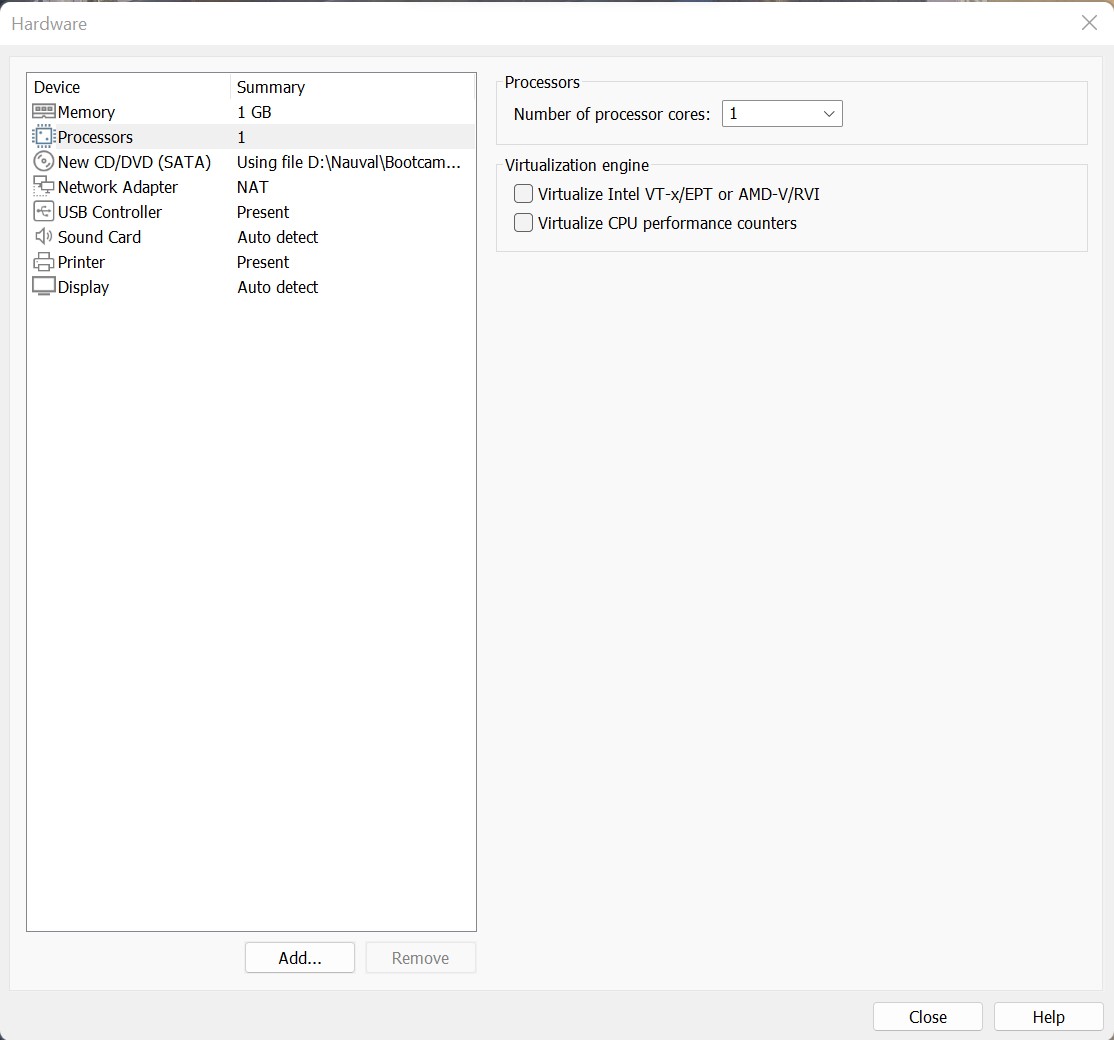 Hardware
Device Summary
Memory 1 GB
Processors 1
New CD/DVD (SATA) Using file D:\Nauval\Bootcam...
Network Adapter NAT
USB Controller Present
Sound Card Auto detect
Printer Present
Display Auto detect
Add... Remove
Processors
Number of processor cores: 1
Virtualization engine
Virtualize Intel VT-x/EPT or AMD-V/RVI
Virtualize CPU performance counters
Close Help